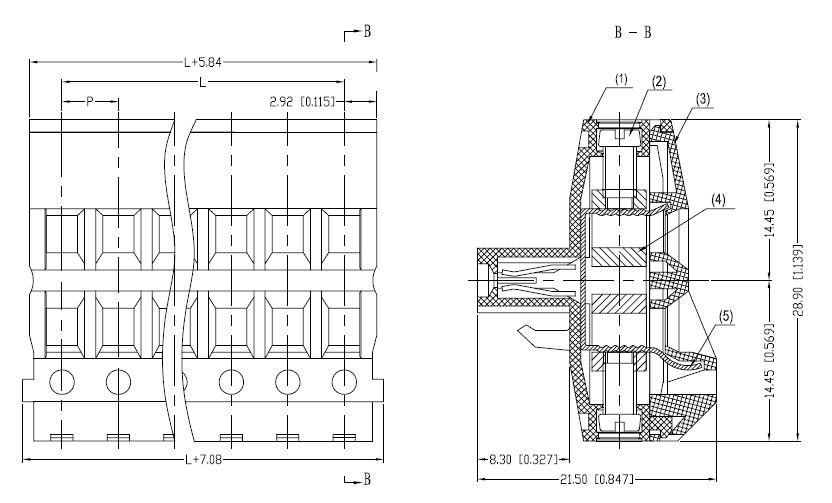 B
B - B
L+5.84
L
P
2.92 [0.115]
(1)
(2)
(3)
(4)
(5)
14.45 [0.569]
14.45 [0.569]
28.90 [1.139]
8.30 [0.327]
21.50 [0.847]
L+7.08
B